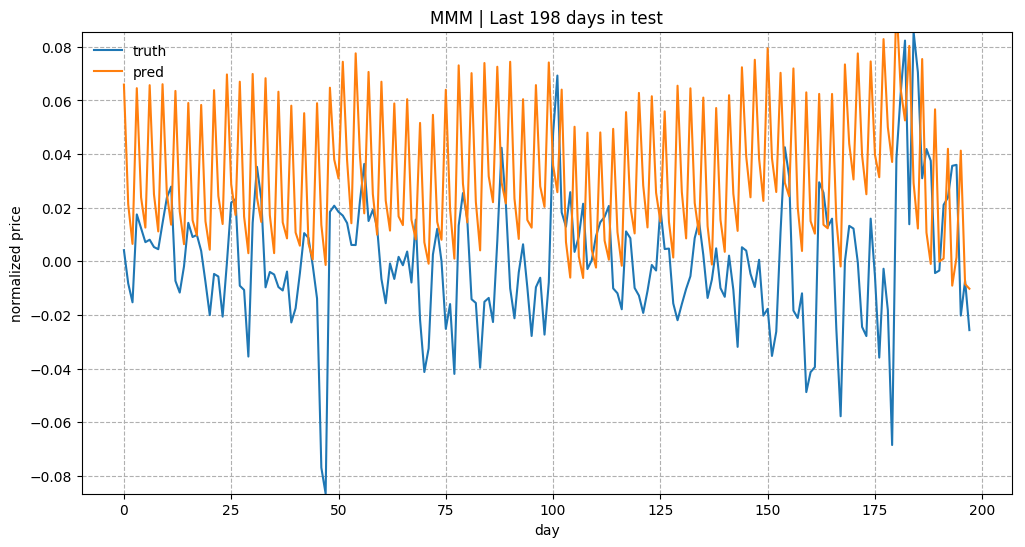 MMM | Last 198 days in test
truth
pred
0.08
0.06
0.04
0.02
0.00
−0.02
−0.04
−0.06
−0.08
normalized price
0 25 50 75 100 125 150 175 200
day